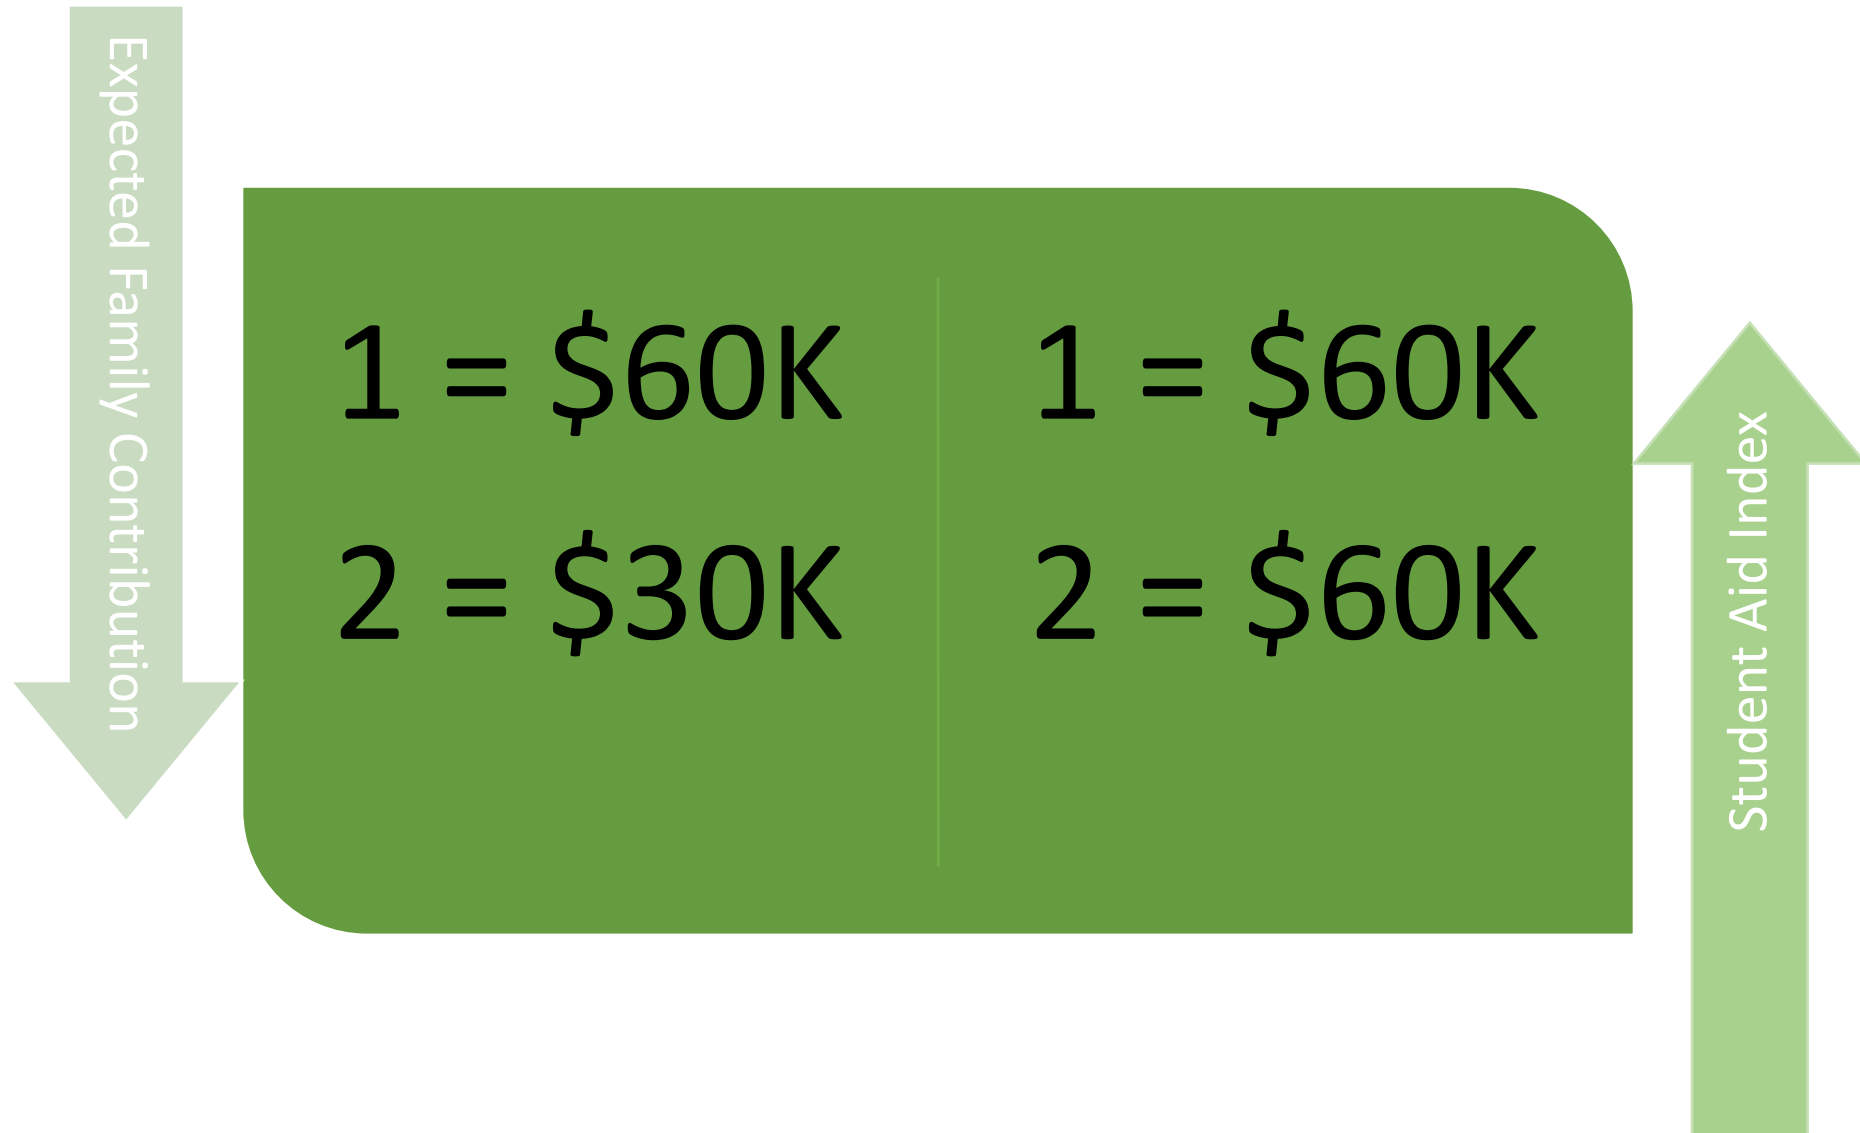 Expected Family Contribution
1 = $60K
2 = $30K
1 = $60K
2 = $60K
Student Aid Index